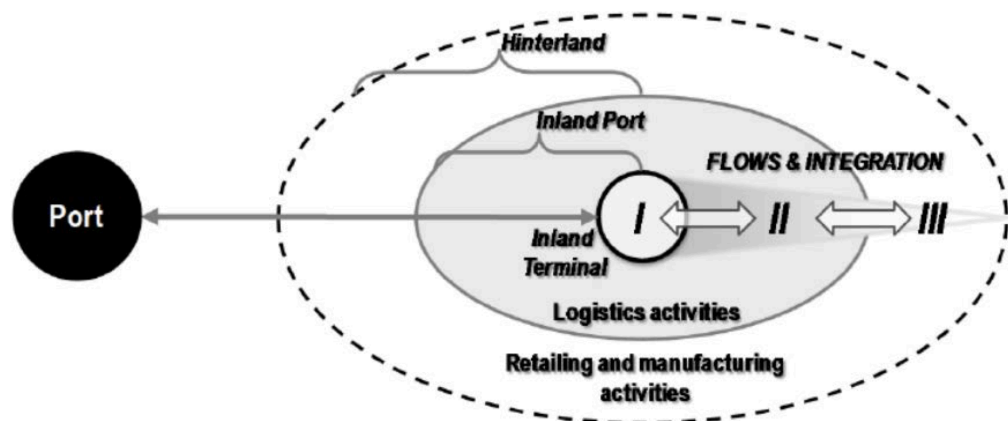 Hinterland
Inland Port
FLOWS & INTEGRATION
Port
I
II
III
Inland
Terminal
Logistics activities
Retailing and manufacturing
activities